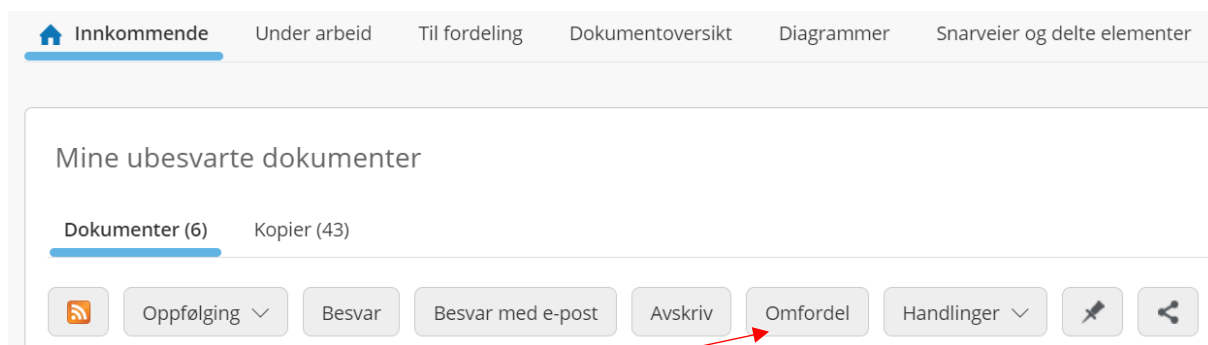 Innkommende Under arbeid Til fordeling Dokumentoversikt Diagrammer Snarveier og delte elementer
Mine ubesvarte dokumenter
Dokumenter (6) Kopier (43)
Oppfølging Besvar Besvar med e-post Avskriv Omfordel Handlinger